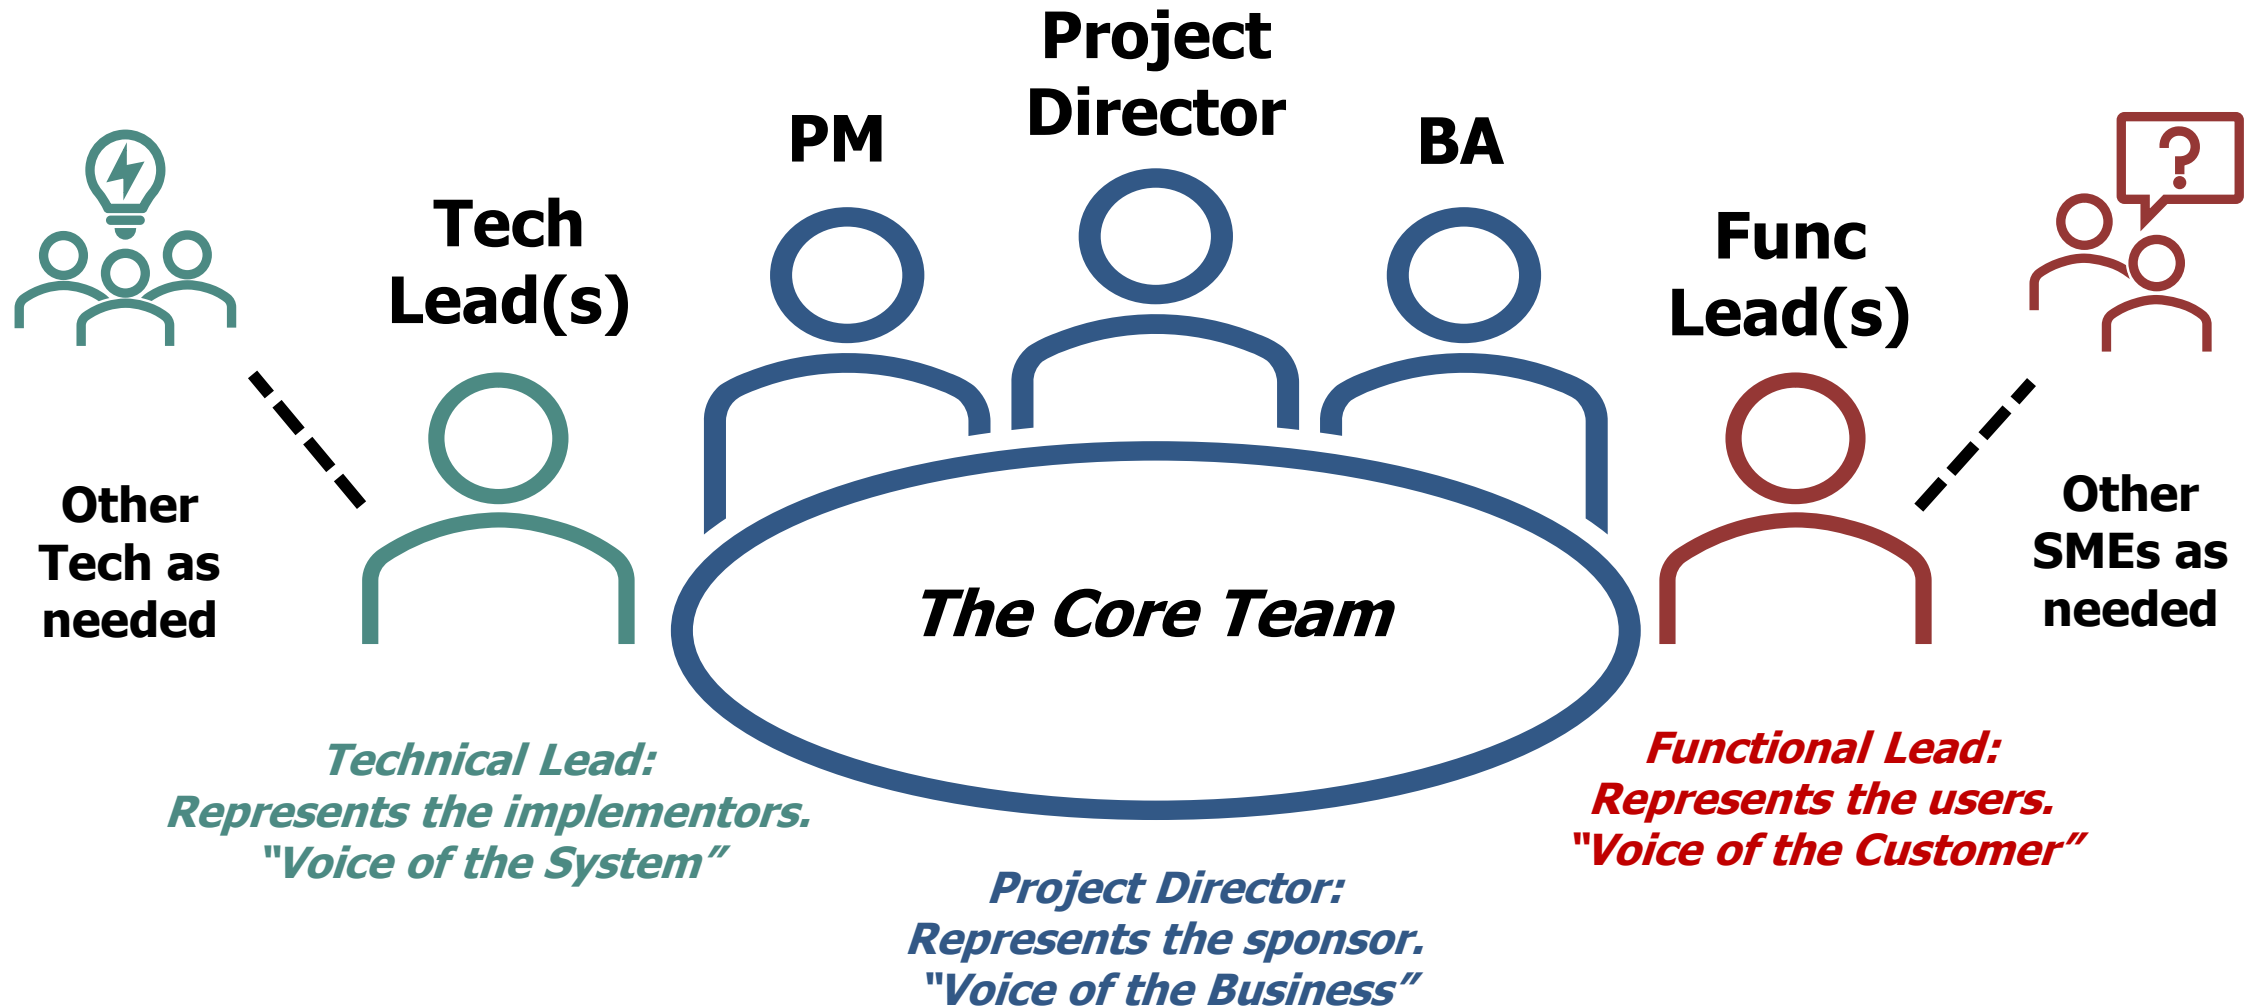 Project
Director
PM
BA
Tech
Lead(s)
Func
Lead(s)
?
Other
Tech as
needed
Other
SMEs as
needed
The Core Team
Technical Lead:
Represents the implementors.
“Voice of the System”
Functional Lead:
Represents the users.
“Voice of the Customer”
Project Director:
Represents the sponsor.
“Voice of the Business”